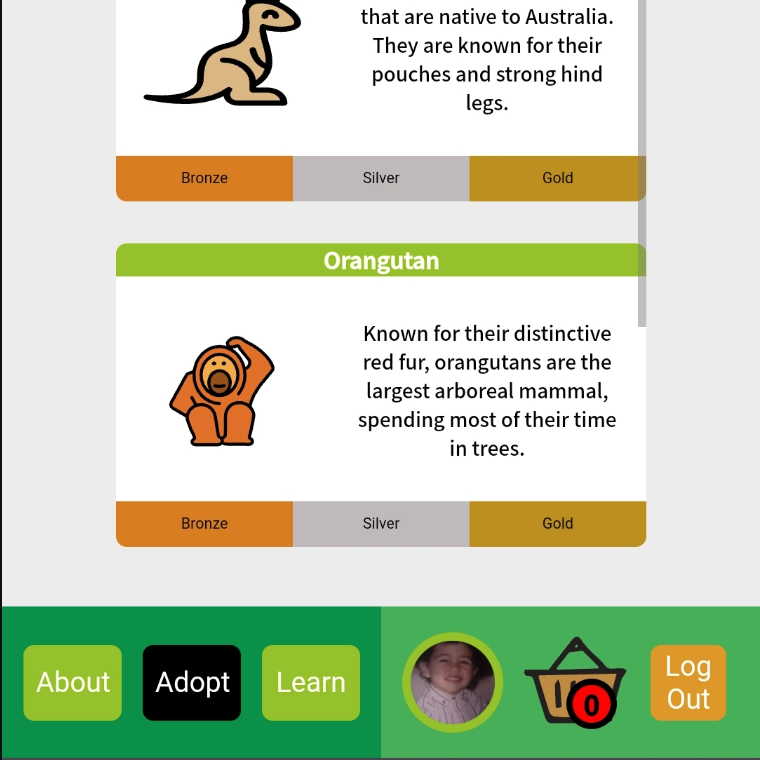 that are native to Australia.
They are known for their
pouches and strong hind
legs.
Bronze
Silver
Gold
Orangutan
Known for their distinctive
red fur, orangutans are the
largest arboreal mammal,
spending most of their time
in trees.
Bronze
Silver
Gold
About
Adopt
Learn
0
Log
Out